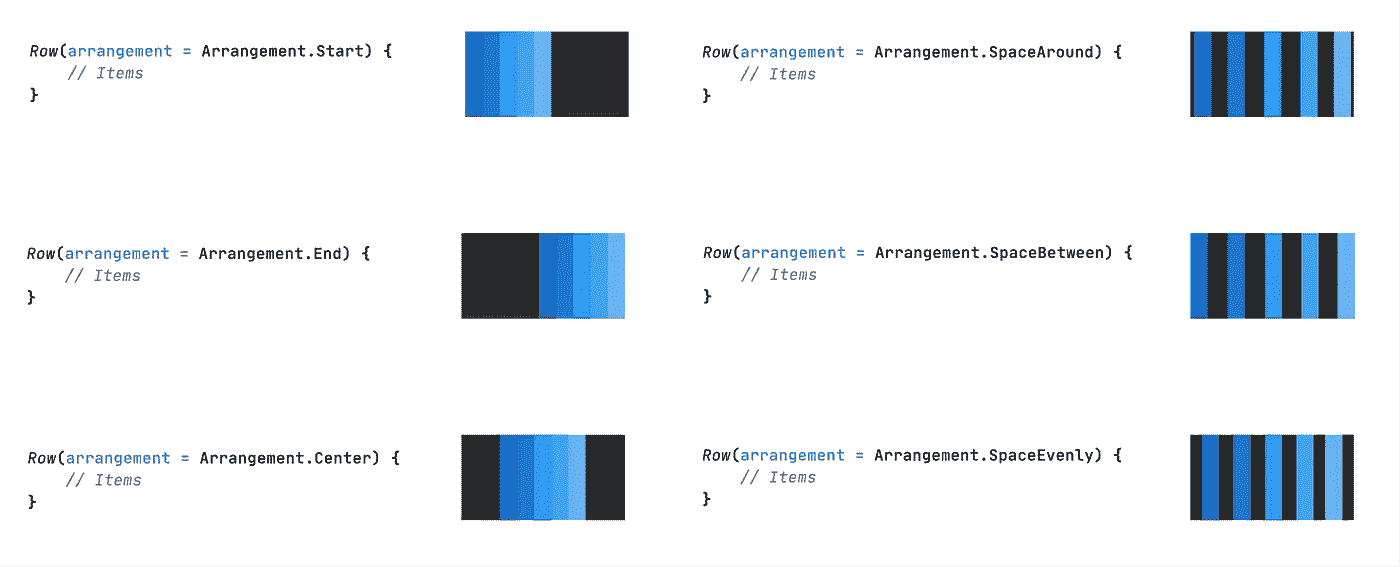 Row(arrangement = Arrangement.Start) {
// Items
}
Row(arrangement = Arrangement.SpaceAround) {
// Items
}
Row(arrangement = Arrangement.End) {
// Items
}
Row(arrangement = Arrangement.SpaceBetween) {
// Items
}
Row(arrangement = Arrangement.Center) {
// Items
}
Row(arrangement = Arrangement.SpaceEvenly) {
// Items
}